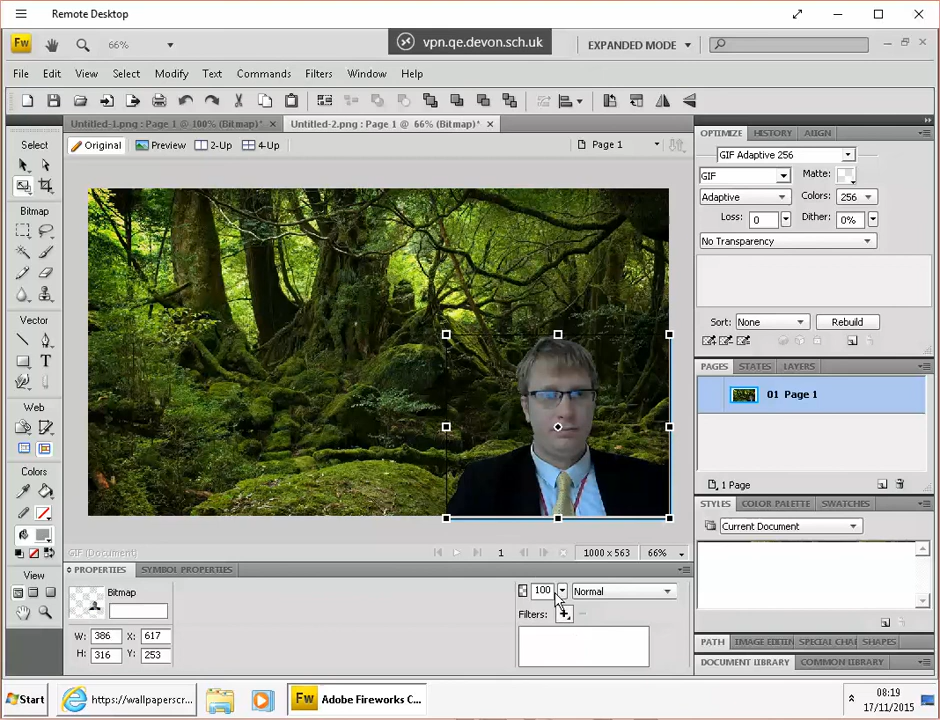 Remote Desktop
Fw 66% vpn.qe.devon.sch.uk EXPANDED MODE
File Edit View Select Modify Text Commands Filters Window Help
Untitled-1.png : Page 1 @ 100% (Bitmap)* Untitled-2.png : Page 1 @ 66% (Bitmap)*
Original Preview 2-Up 4-Up Page 1
Select
Bitmap
Vector
T
Web
Colors
View
OPTIMIZE HISTORY ALIGN
GIF Adaptive 256
GIF Matte:
Adaptive Colors: 256
Loss: 0 Dither: 0%
No Transparency
Sort: None Rebuild
PAGES STATES LAYERS
01 Page 1
1 Page
STYLES COLOR PALETTE SWATCHES
Current Document
PATH IMAGE EDITIN SPECIAL CHAI SHAPES
DOCUMENT LIBRARY COMMON LIBRARY
GIF (Document) 1 1000 x 563 66%
PROPERTIES SYMBOL PROPERTIES
Bitmap 100 Normal
Filters:
W: 386 X: 617
H: 316 Y: 253
Start https://wallpaperscr... Fw Adobe Fireworks C... 08:19
17/11/2015